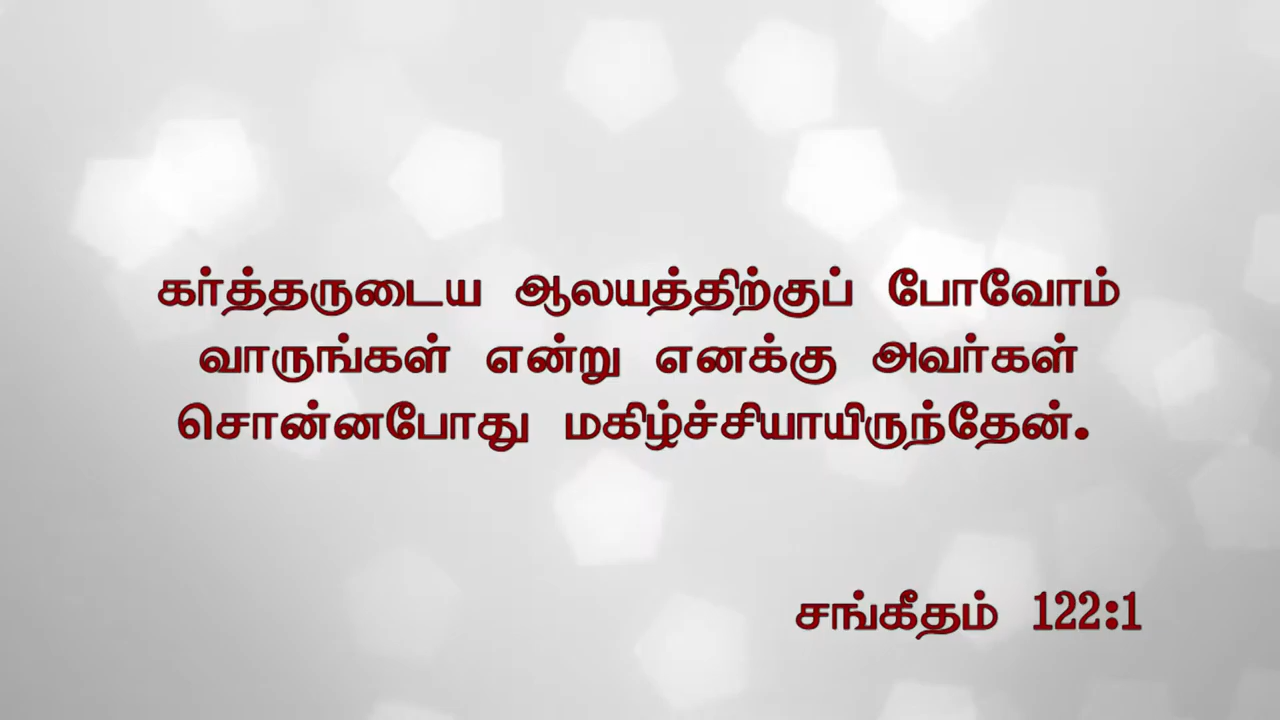 கர்த்தருடைய ஆலயத்திற்குப் போவோம்
வாருங்கள் என்று எனக்கு அவர்கள்
சொன்னபோது மகிழ்ச்சியாயிருந்தேன்.
சங்கீதம் 122:1